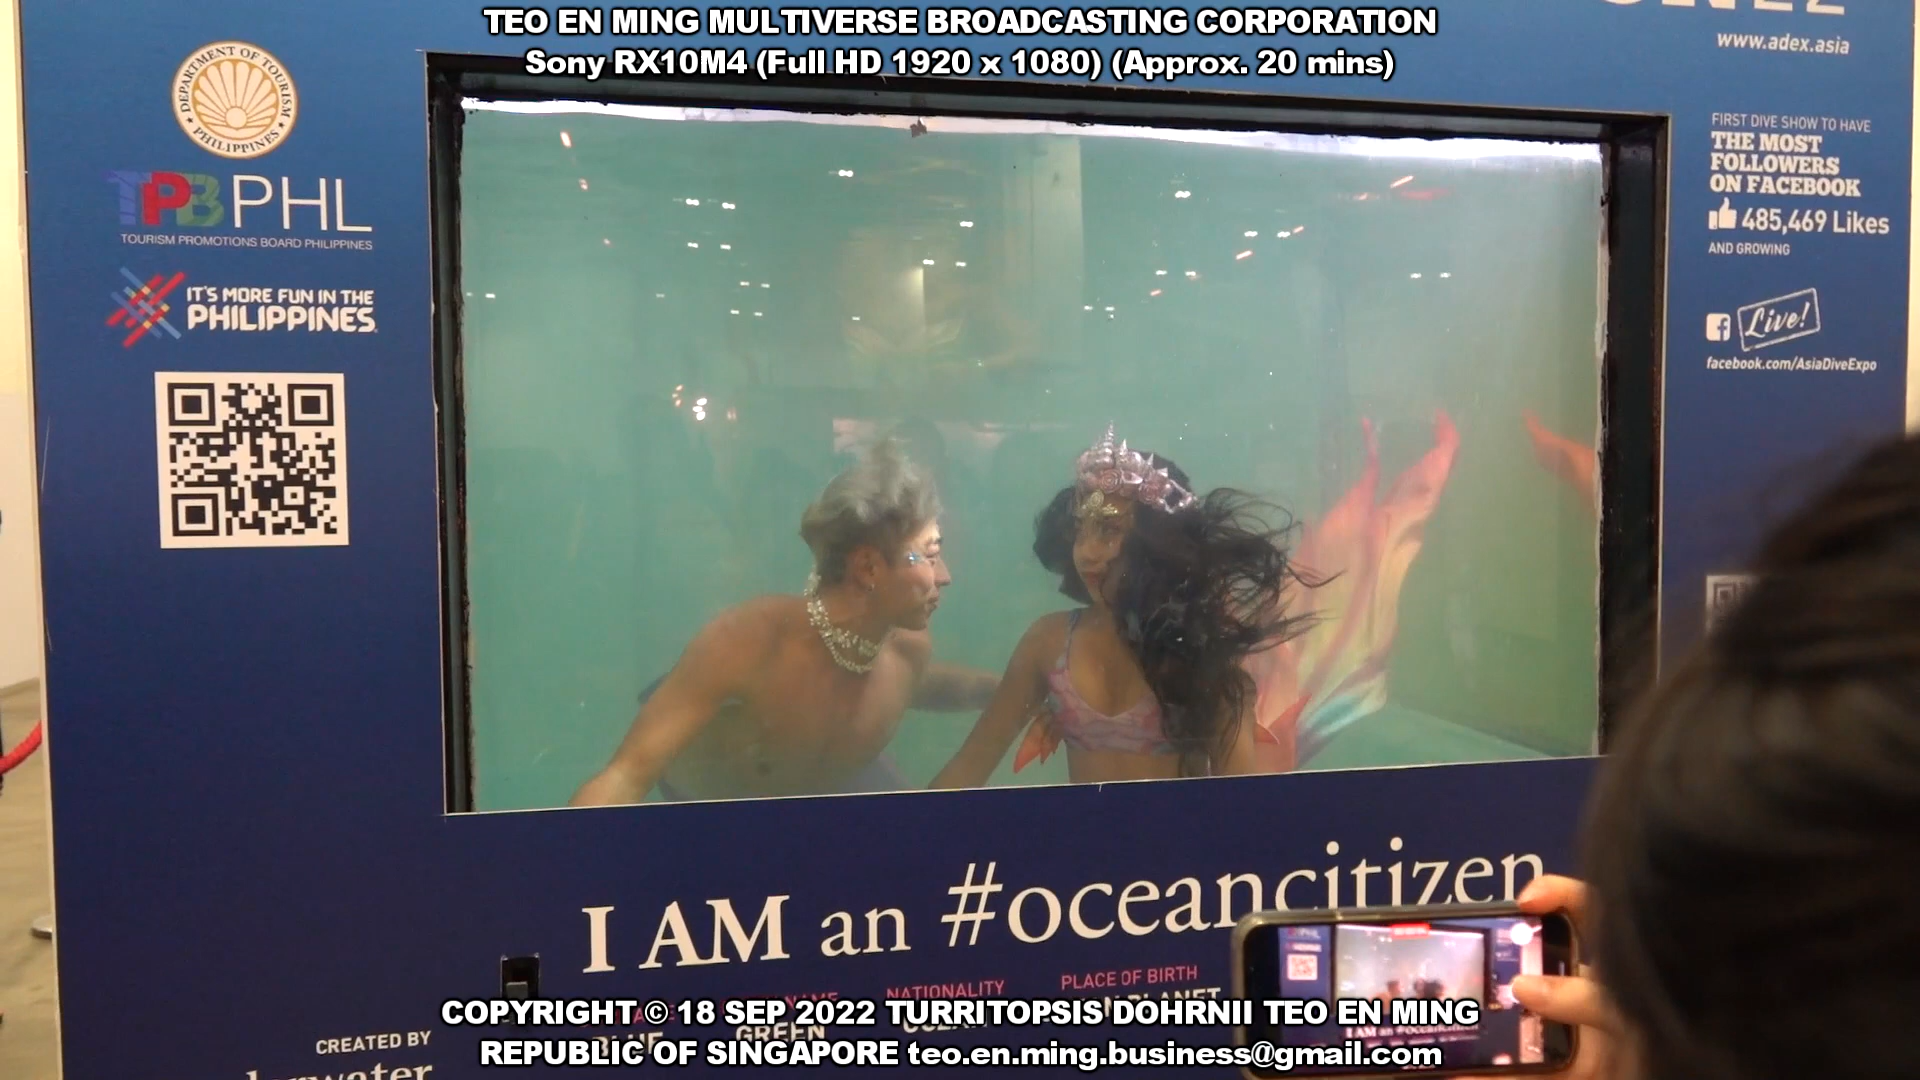 TEO EN MING MULTIVERSE BROADCASTING CORPORATION
Sony RX10M4 (Full HD 1920 x 1080) (Approx. 20 mins)
DEPARTMENT OF TOURISM
PHILIPPINES
TPB PHL
TOURISM PROMOTIONS BOARD PHILIPPINES
IT'S MORE FUN IN THE
PHILIPPINES
www.adex.asia
FIRST DIVE SHOW TO HAVE
THE MOST
FOLLOWERS
ON FACEBOOK
485,469 Likes
AND GROWING
Live!
facebook.com/AsiaDiveExpo
I AM an #oceancitizen
NATIONALITY
PLACE OF BIRTH
GREEN
PLANET
CREATED BY
COPYRIGHT © 18 SEP 2022 TURRITOPSIS DOHRNII TEO EN MING
REPUBLIC OF SINGAPORE teo.en.ming.business@gmail.com